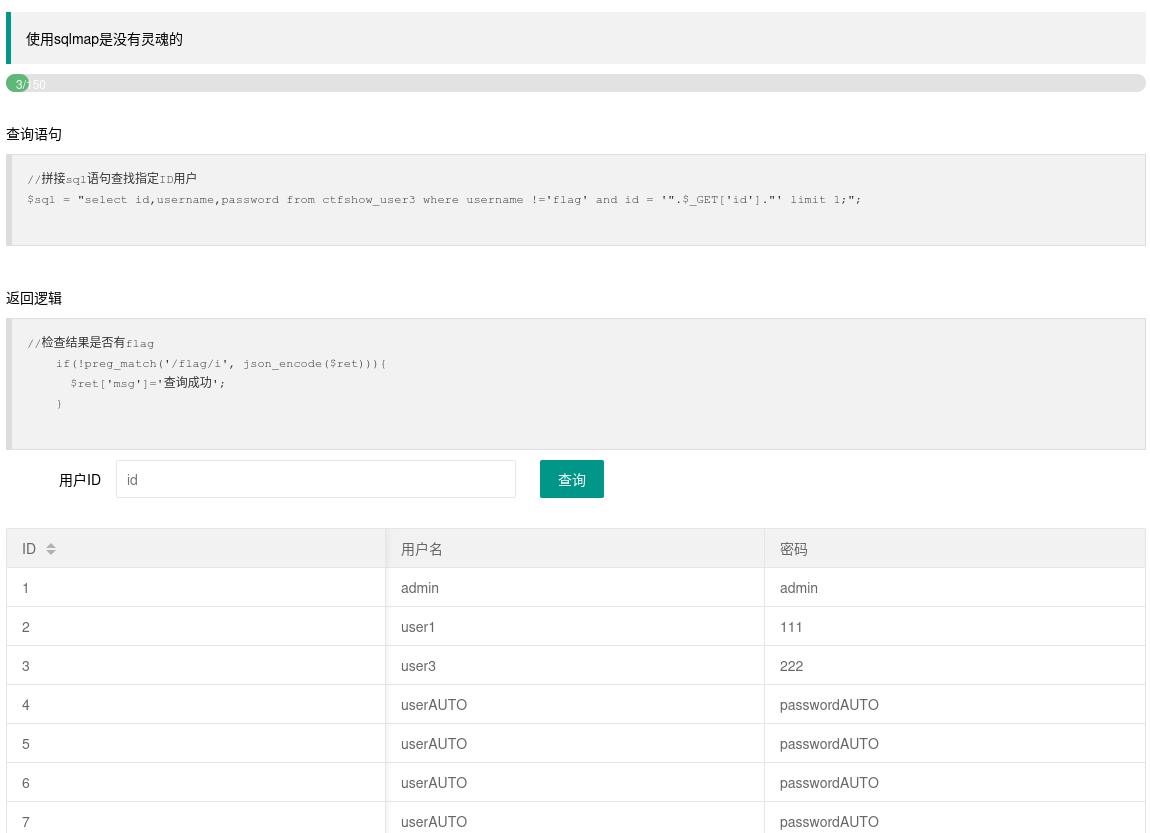 使用sqlmap是没有灵魂的
3/150
查询语句
//拼接sql语句查找指定ID用户
$sql = "select id,username,password from ctfshow_user3 where username !='flag' and id = '".$_GET['id']."' limit 1;";
返回逻辑
//检查结果是否有flag
if(!preg_match('/flag/i', json_encode($ret))){
$ret['msg']='查询成功';
}
用户ID id 查询
ID 用户名 密码
1 admin admin
2 user1 111
3 user3 222
4 userAUTO passwordAUTO
5 userAUTO passwordAUTO
6 userAUTO passwordAUTO
7 userAUTO passwordAUTO